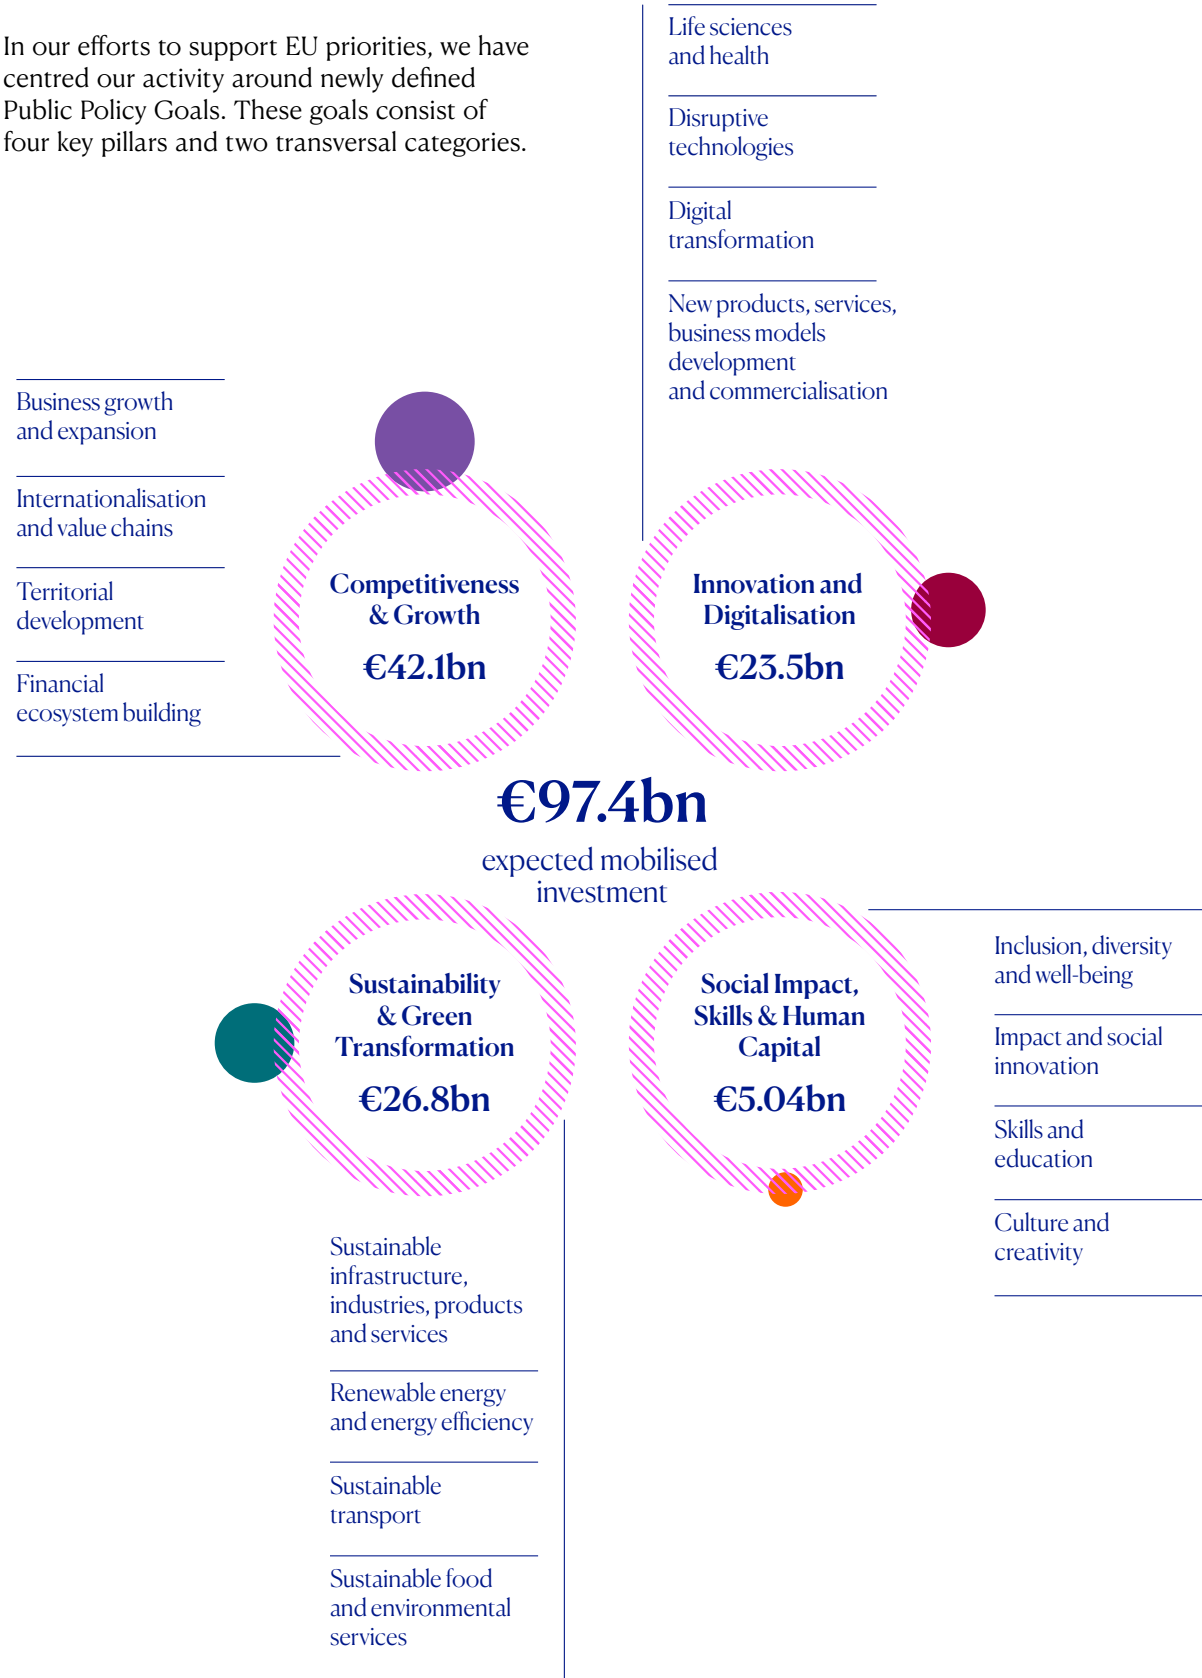 In our efforts to support EU priorities, we have
centred our activity around newly defined
Public Policy Goals. These goals consist of
four key pillars and two transversal categories.
Life sciences
and health
Disruptive
technologies
Digital
transformation
New products, services,
business models
development
and commercialisation
Business growth
and expansion
Internationalisation
and value chains
Territorial
development
Financial
ecosystem building
Competitiveness
& Growth
€42.1bn
Innovation and
Digitalisation
€23.5bn
€97.4bn
expected mobilised
investment
Sustainability
& Green
Transformation
€26.8bn
Social Impact,
Skills & Human
Capital
€5.04bn
Inclusion, diversity
and well-being
Impact and social
innovation
Skills and
education
Culture and
creativity
Sustainable
infrastructure,
industries, products
and services
Renewable energy
and energy efficiency
Sustainable
transport
Sustainable food
and environmental
services